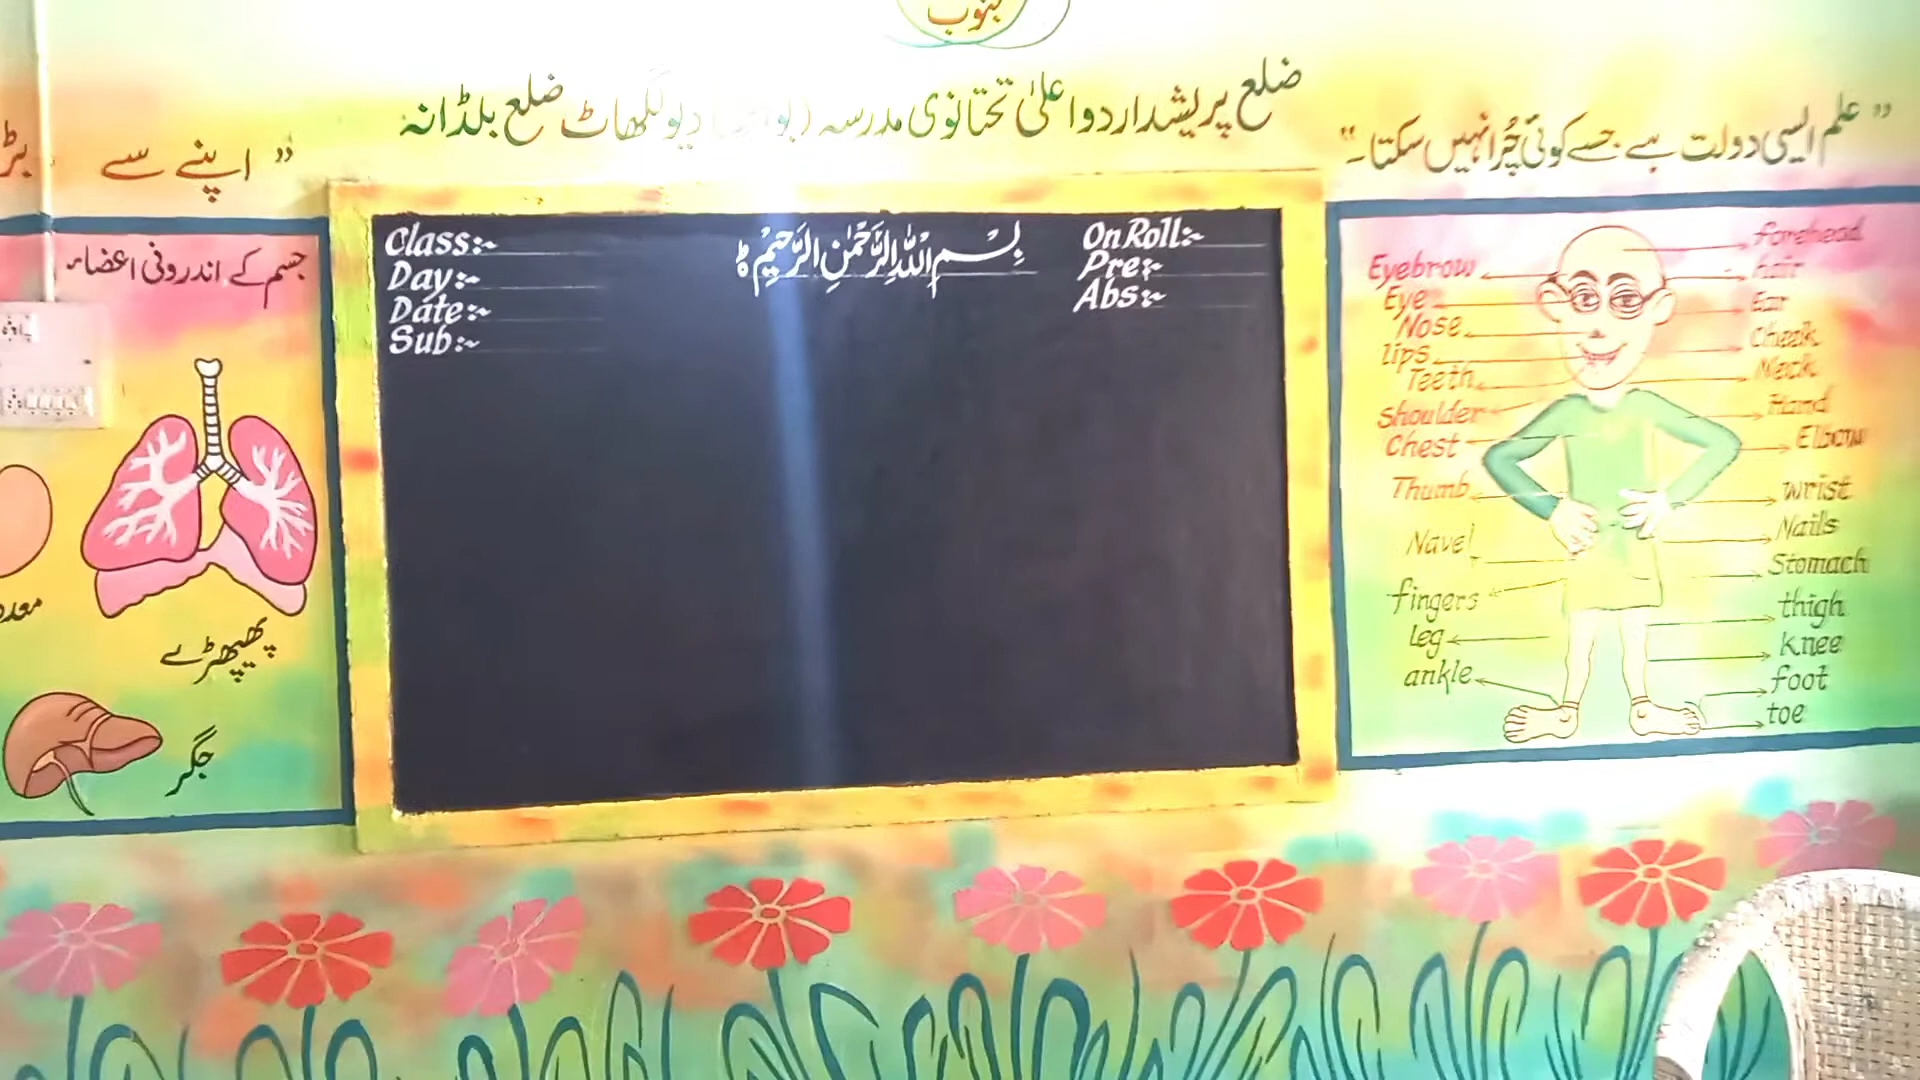 جنوب
ضلع پریشد اردو اعلیٰ تحتانوی مدرسہ دیولگھاٹ ضلع بلڈانہ
" علم ایسی دولت ہے جسے کوئی چُرا نہیں سکتا۔"
" اپنے سے
جسم کے اندرونی اعضاء
پھیپھڑے
جگر
Class:-
Day:-
Date:-
Sub:-
بِسْمِ اللّٰہِ الرَّحْمٰنِ الرَّحِیْمِ ط
On Roll:-
Pre:-
Abs:-
Eyebrow
Eye
Nose
lips
Teeth
Shoulder
Chest
Thumb
Navel
fingers
leg
ankle
forehead
hair
Ear
Cheek
Neck
Hand
Elbow
wrist
Nails
Stomach
thigh
knee
foot
toe